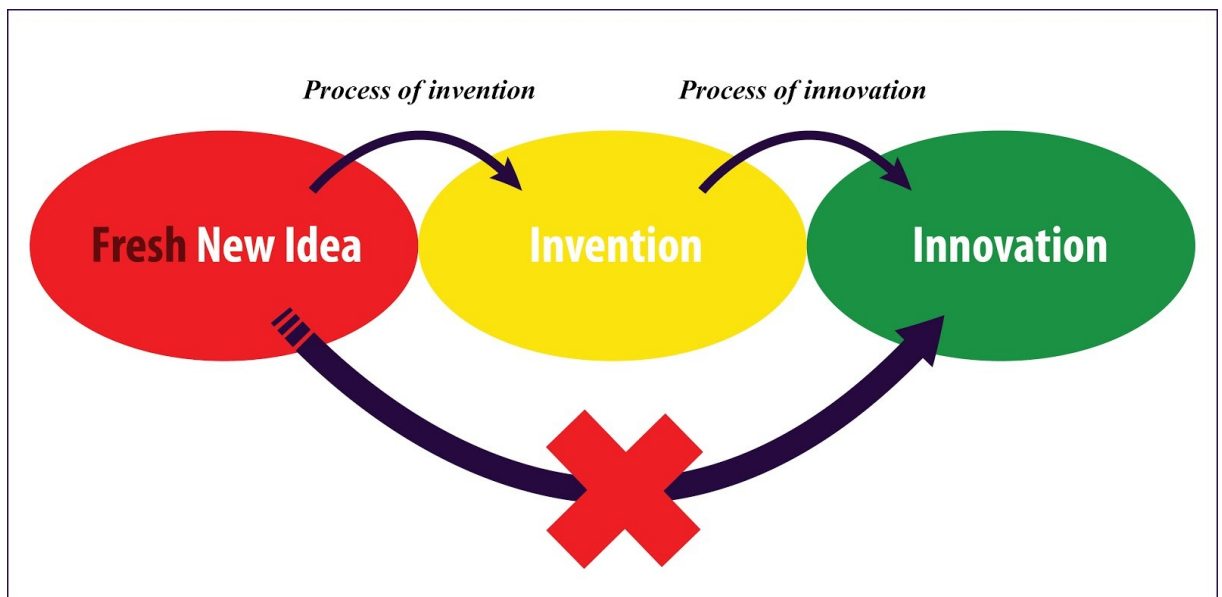 Process of invention
Process of innovation
Fresh New Idea
Invention
Innovation